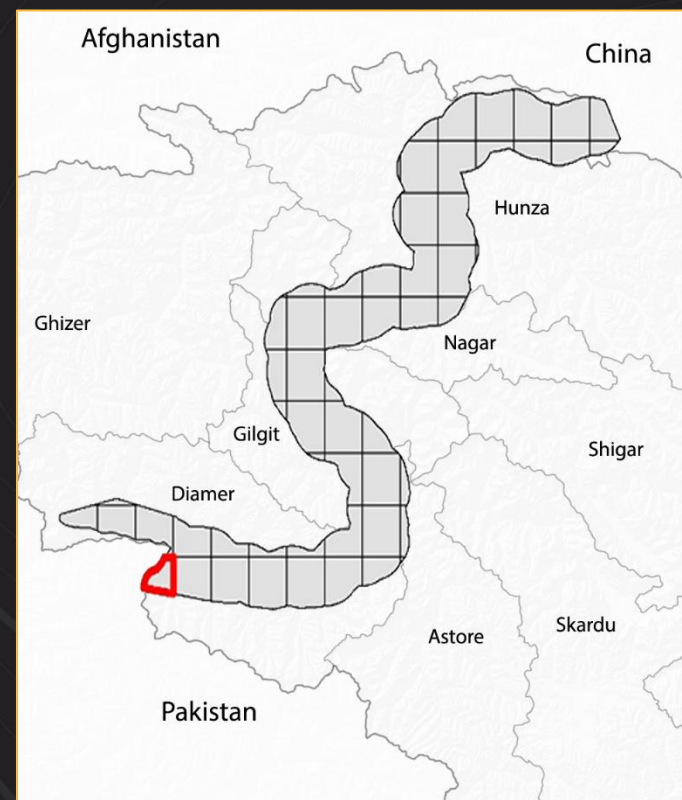 Afghanistan
China
Hunza
Ghizer
Nagar
Gilgit
Shigar
Diamer
Skardu
Astore
Pakistan